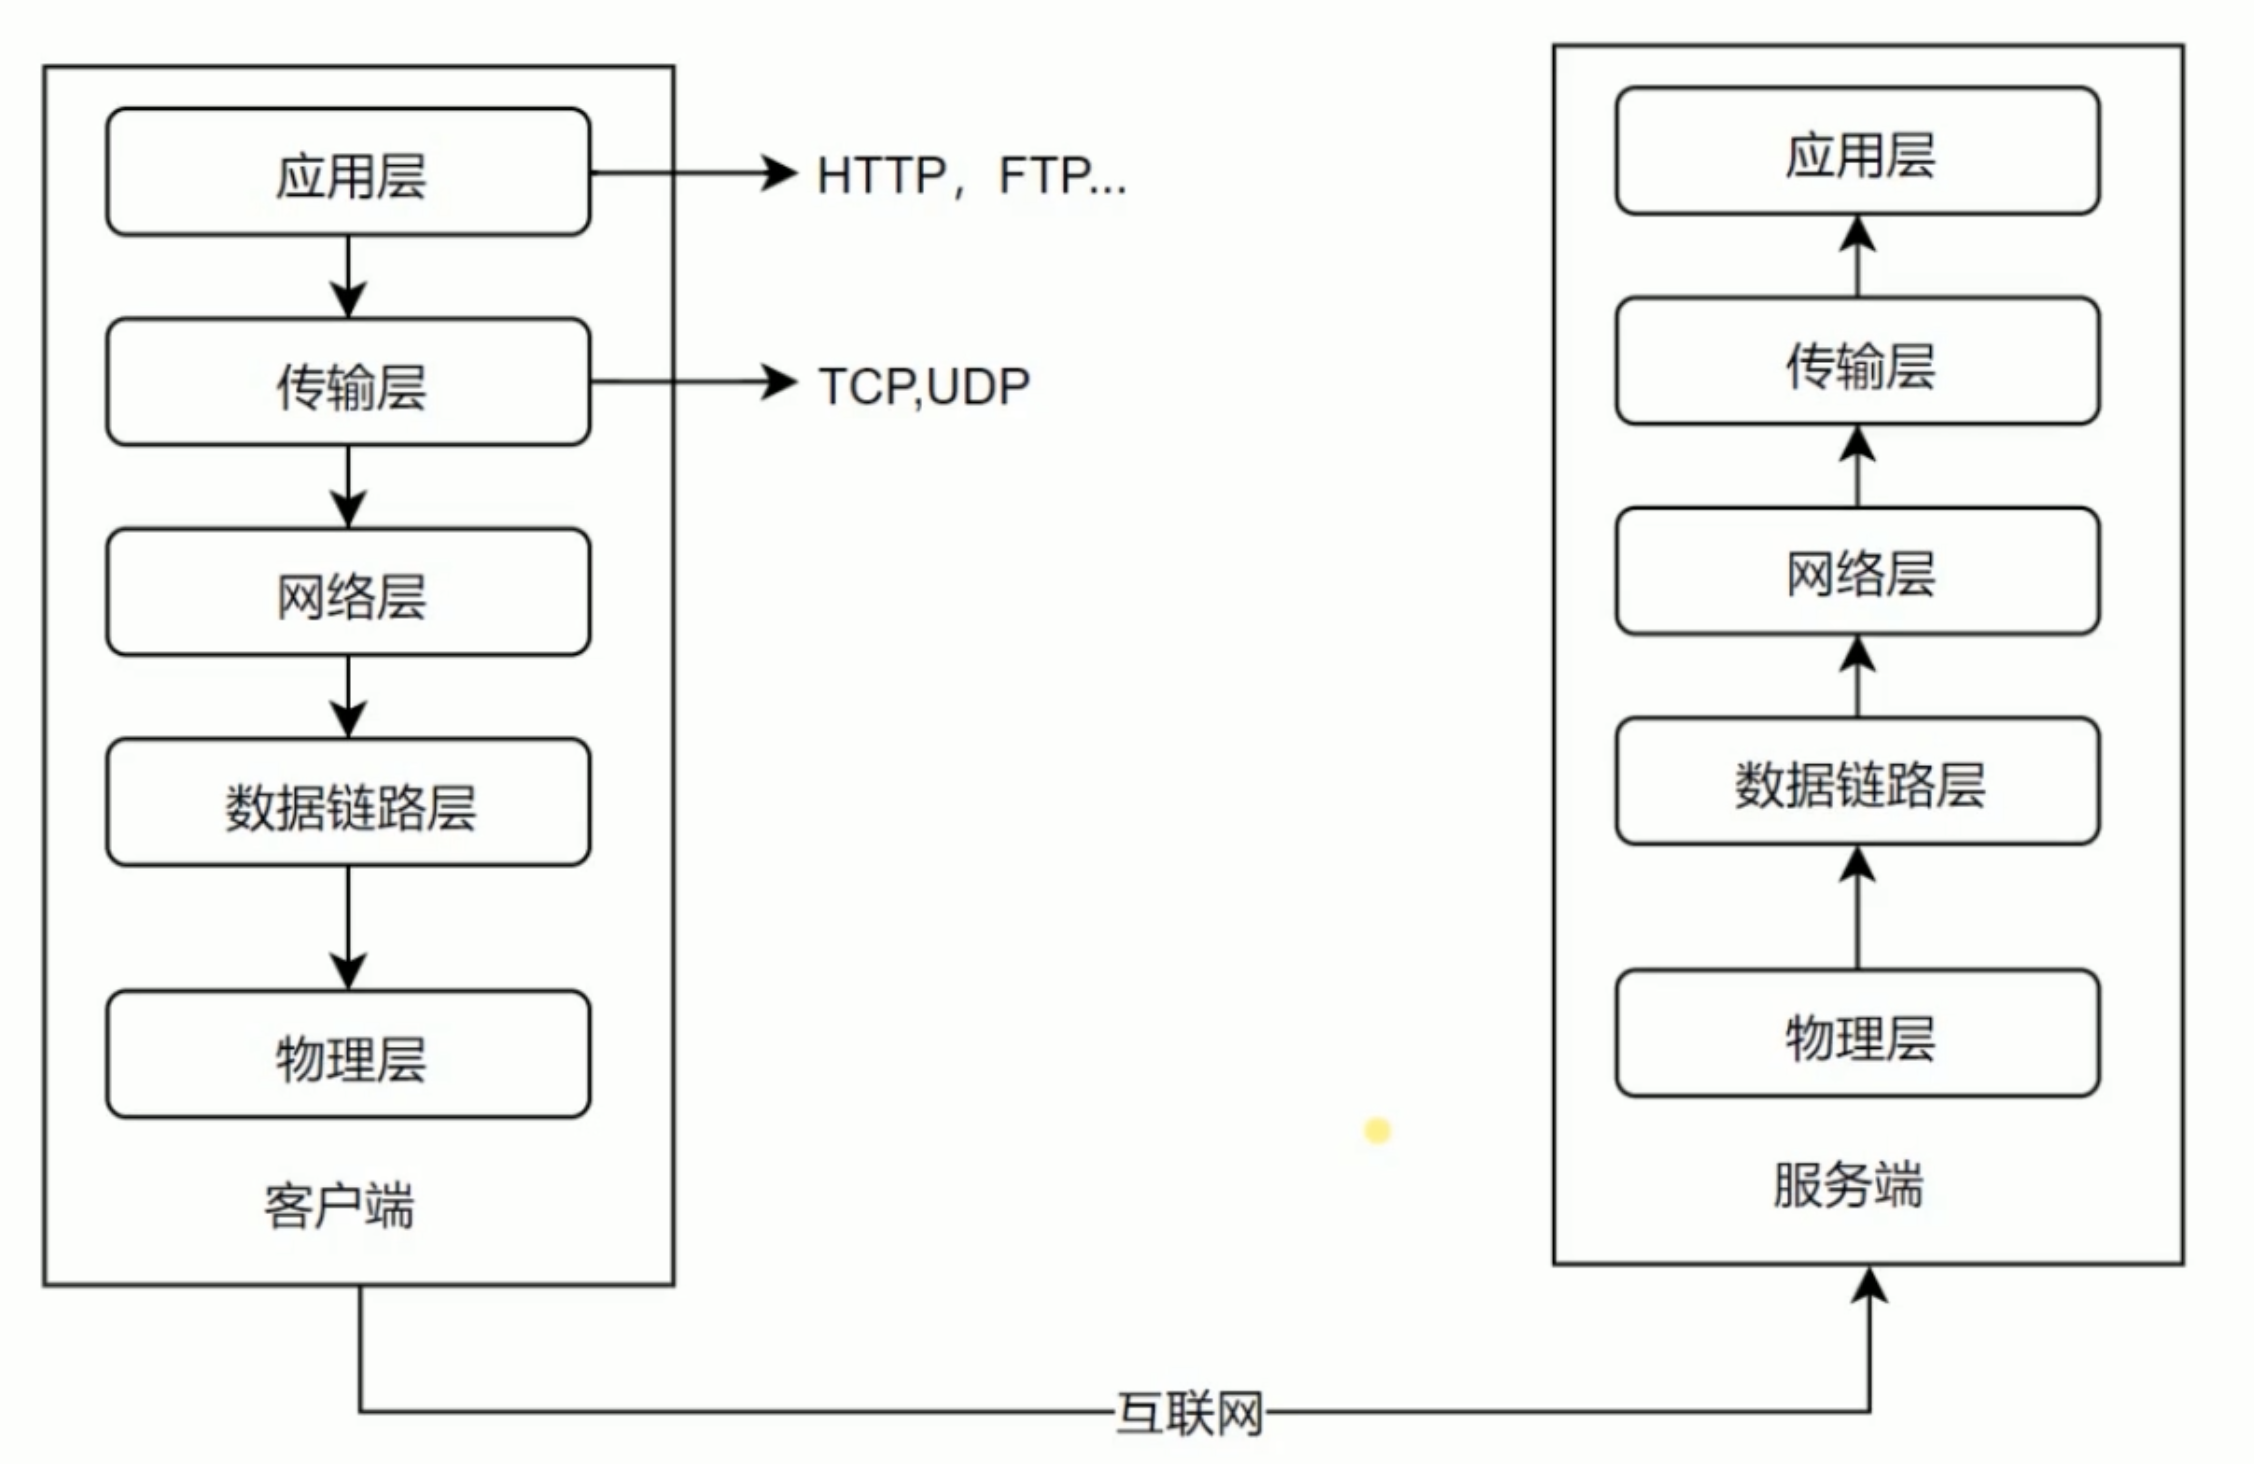 应用层
HTTP，FTP...
传输层
TCP,UDP
网络层
数据链路层
物理层
客户端
应用层
传输层
网络层
数据链路层
物理层
服务端
互联网